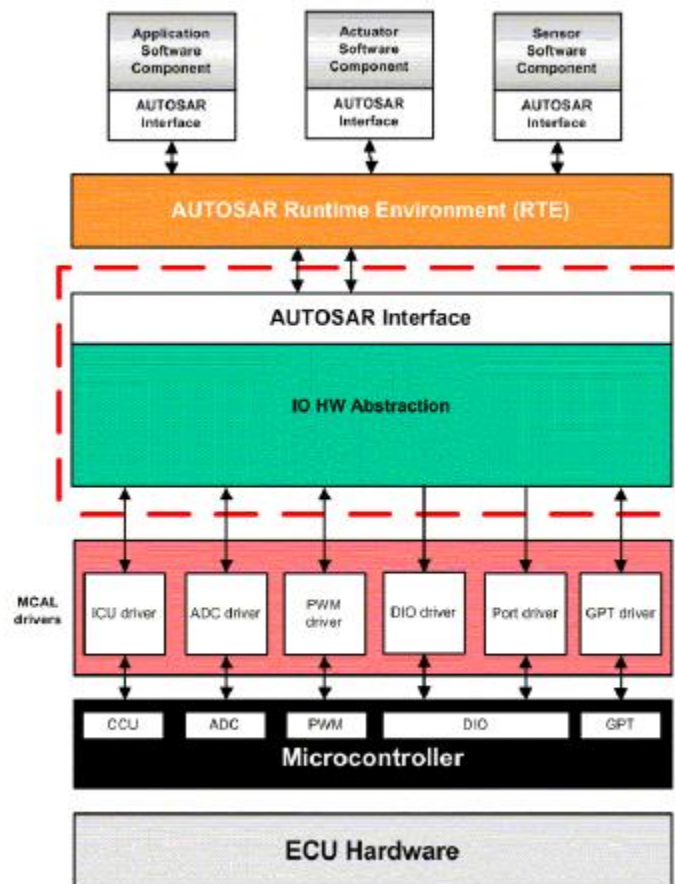 Application
Software
Component
AUTOSAR
Interface
Actuator
Software
Component
AUTOSAR
Interface
Sensor
Software
Component
AUTOSAR
Interface
AUTOSAR Runtime Environment (RTE)
AUTOSAR Interface
IO HW Abstraction
MCAL
drivers
ICU driver
ADC driver
PWM
driver
DIO driver
Port driver
GPT driver
CCU
ADC
PWM
DIO
GPT
Microcontroller
ECU Hardware